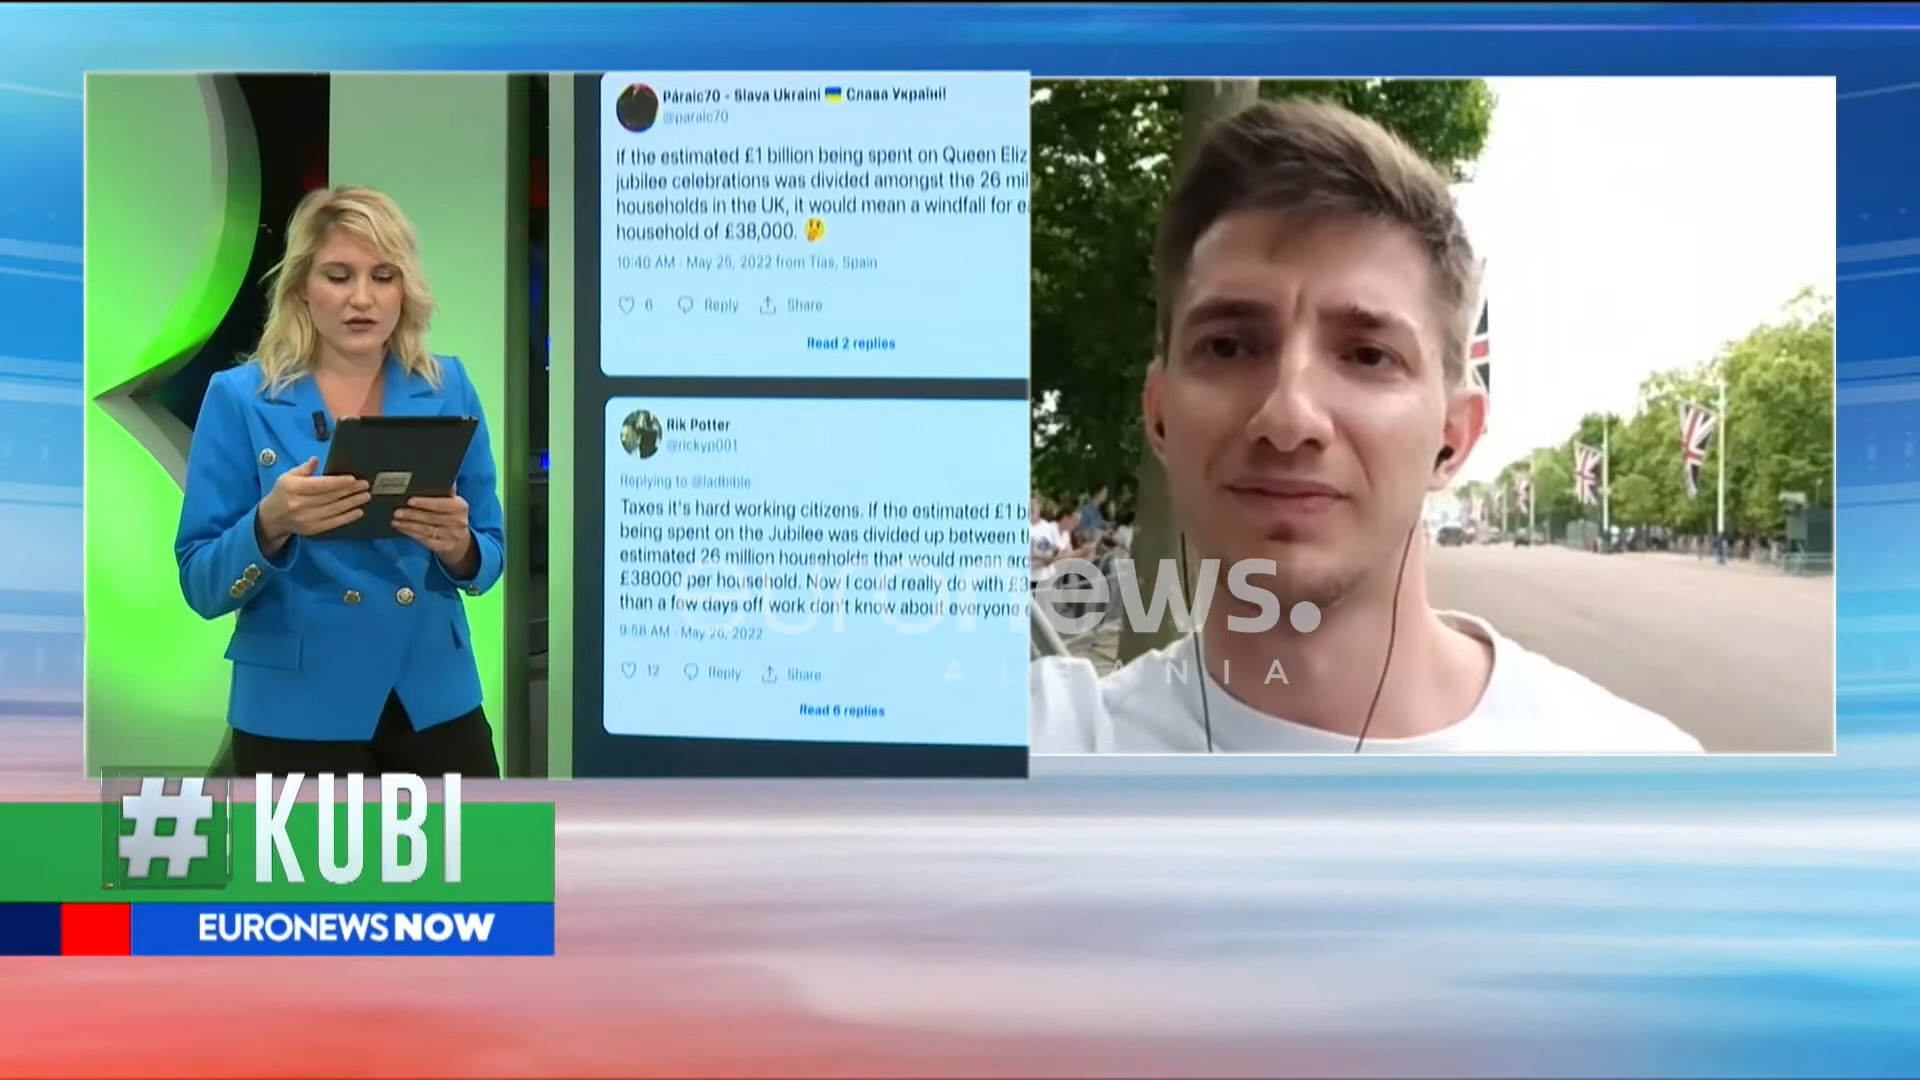 Páraic70 - Slava Ukraini 🇺🇦 Слава Україні!
@paraic70
If the estimated £1 billion being spent on Queen Eliz
jubilee celebrations was divided amongst the 26 mil
households in the UK, it would mean a windfall for e
household of £38,000. 🤔
10:40 AM · May 26, 2022 from Tías, Spain
6 Reply Share
Read 2 replies
Rik Potter
@rickyp001
Replying to @ladbible
Taxes it's hard working citizens. If the estimated £1 b
being spent on the Jubilee was divided up between t
estimated 26 million households that would mean aro
£38000 per household. Now I could really do with £3
than a few days off work don't know about everyone
9:58 AM · May 26, 2022
12 Reply Share
Read 6 replies
euronews.
ALBANIA
# KUBI
EURONEWS NOW